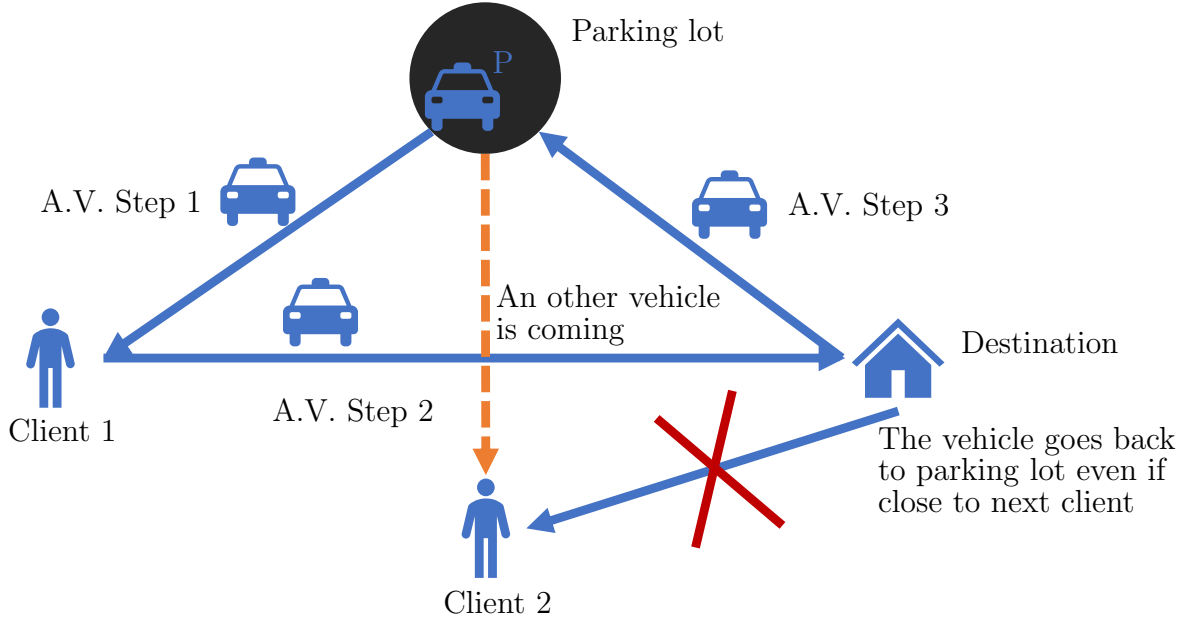 Parking lot
P
A.V. Step 1
A.V. Step 3
An other vehicle
is coming
Destination
A.V. Step 2
Client 1
The vehicle goes back
to parking lot even if
close to next client
Client 2